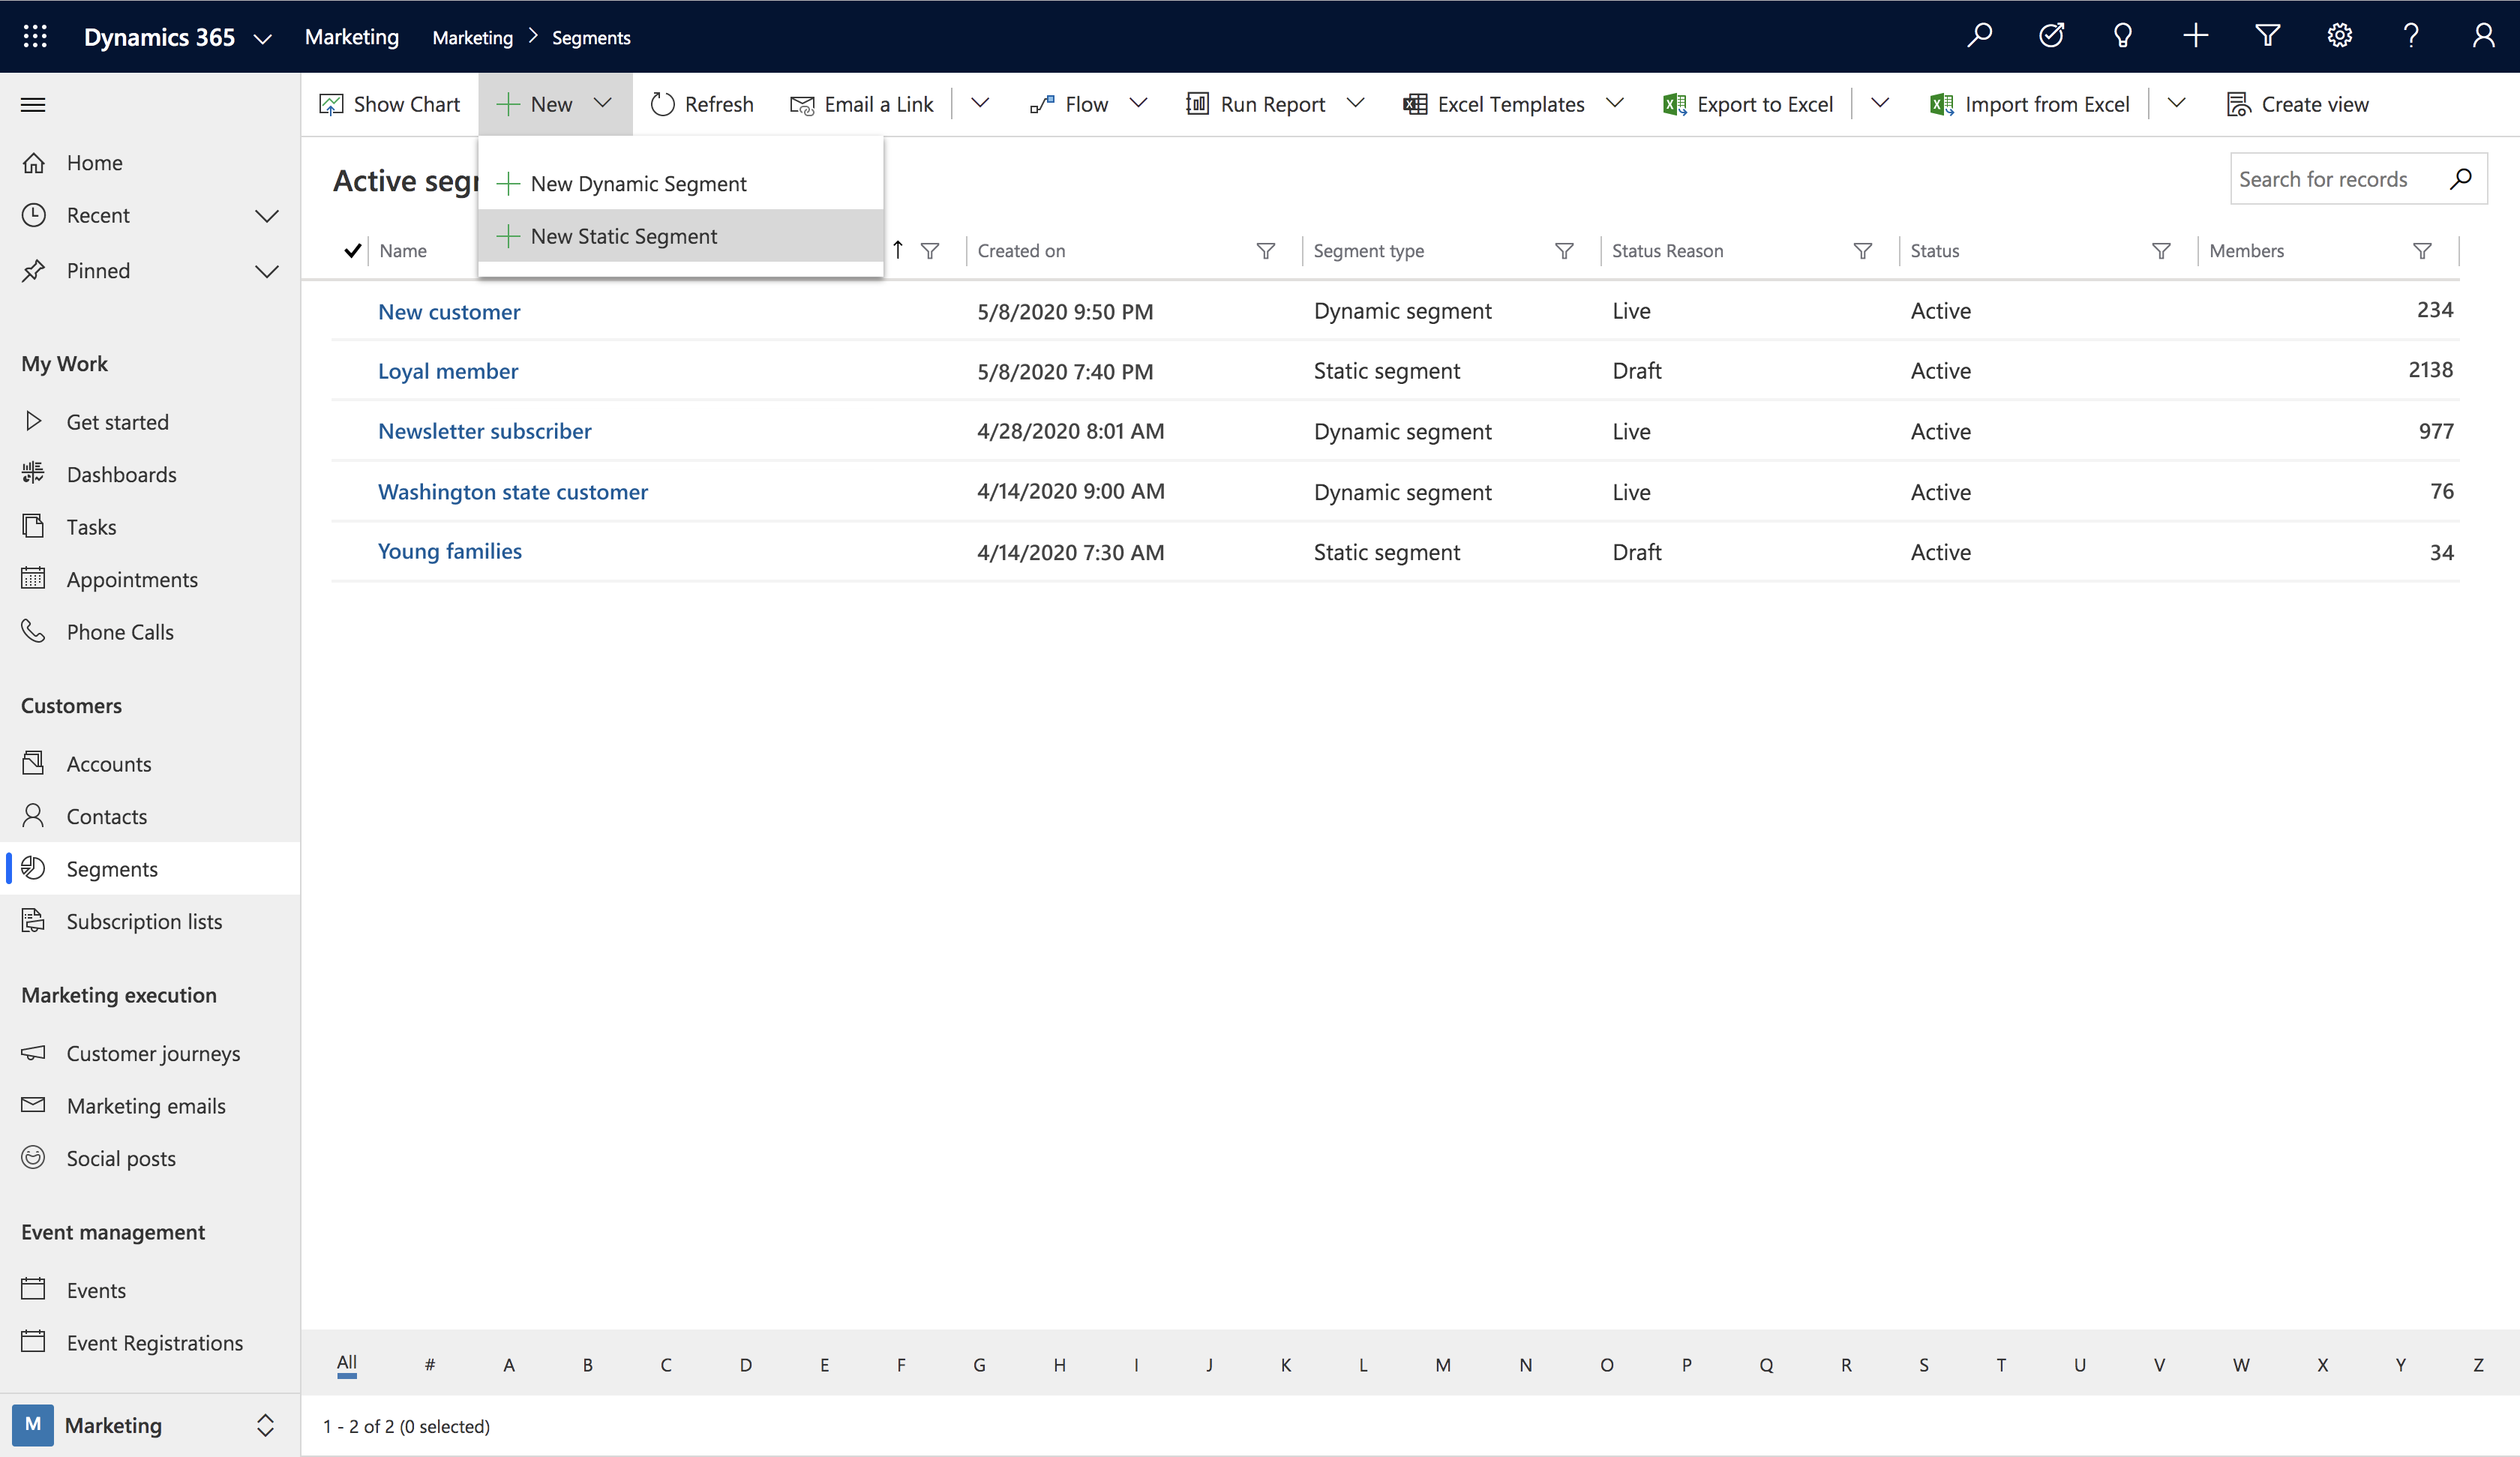 Dynamics 365 Marketing Marketing > Segments
Show Chart New Refresh Email a Link Flow Run Report Excel Templates Export to Excel Import from Excel Create view
Home
Recent
Pinned
My Work
Get started
Dashboards
Tasks
Appointments
Phone Calls
Customers
Accounts
Contacts
Segments
Subscription lists
Marketing execution
Customer journeys
Marketing emails
Social posts
Event management
Events
Event Registrations
M Marketing
New Dynamic Segment
New Static Segment
Active seg
Search for records
Name Created on Segment type Status Reason Status Members
New customer 5/8/2020 9:50 PM Dynamic segment Live Active 234
Loyal member 5/8/2020 7:40 PM Static segment Draft Active 2138
Newsletter subscriber 4/28/2020 8:01 AM Dynamic segment Live Active 977
Washington state customer 4/14/2020 9:00 AM Dynamic segment Live Active 76
Young families 4/14/2020 7:30 AM Static segment Draft Active 34
All # A B C D E F G H I J K L M N O P Q R S T U V W X Y Z
1 - 2 of 2 (0 selected)